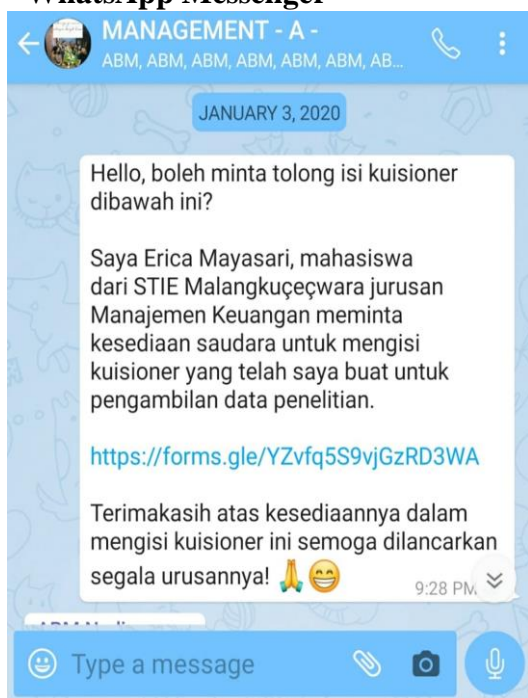 WhatsApp Messenger
MANAGEMENT - A -
ABM, ABM, ABM, ABM, ABM, AB...
JANUARY 3, 2020
Hello, boleh minta tolong isi kuisioner
dibawah ini?
Saya Erica Mayasari, mahasiswa
dari STIE Malangkuçeçwara jurusan
Manajemen Keuangan meminta
kesediaan saudara untuk mengisi
kuisioner yang telah saya buat untuk
pengambilan data penelitian.
https://forms.gle/YZvfq5S9vjGzRD3WA
Terimakasih atas kesediaannya dalam
mengisi kuisioner ini semoga dilancarkan
segala urusannya! 🙏😁
9:28 PM
Type a message